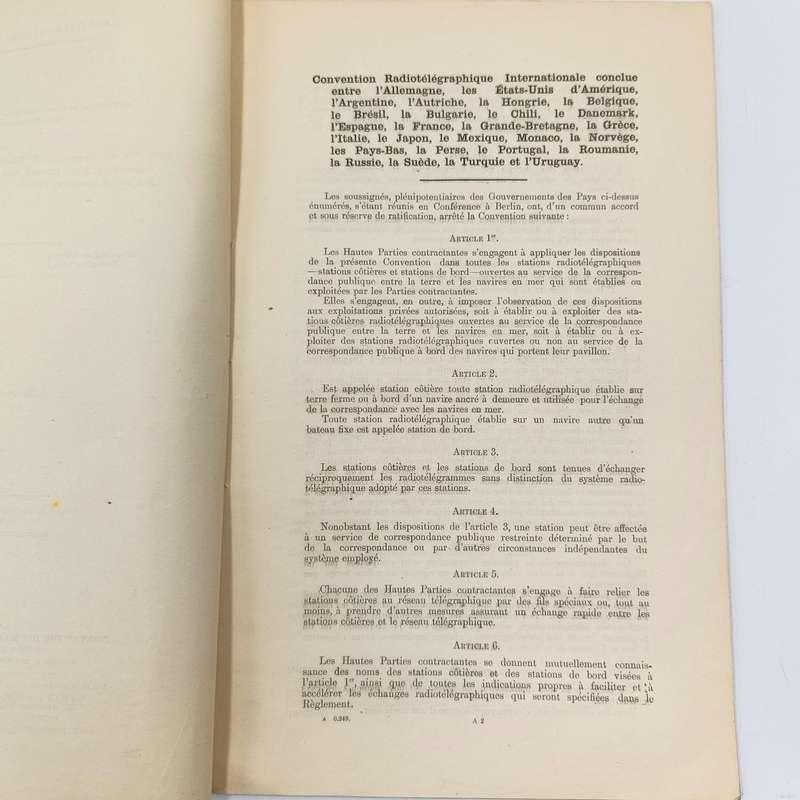 Convention Radiotélégraphique Internationale conclue
entre l'Allemagne, les États-Unis d'Amérique,
l'Argentine, l'Autriche, la Hongrie, la Belgique,
le Brésil, la Bulgarie, le Chili, le Danemark,
l'Espagne, la France, la Grande-Bretagne, la Grèce,
l'Italie, le Japon, le Mexique, Monaco, la Norvège,
les Pays-Bas, la Perse, le Portugal, la Roumanie,
la Russie, la Suède, la Turquie et l'Uruguay.
Les soussignés, plénipotentiaires des Gouvernements des Pays ci-dessus
énumérés, s'étant réunis en Conférence à Berlin, ont, d'un commun accord
et sous réserve de ratification, arrêté la Convention suivante :
ARTICLE 1er.
Les Hautes Parties contractantes s'engagent à appliquer les dispositions
de la présente Convention dans toutes les stations radiotélégraphiques
—stations côtières et stations de bord—ouvertes au service de la correspon-
dance publique entre la terre et les navires en mer qui sont établies ou
exploitées par les Parties contractantes.
Elles s'engagent, en outre, à imposer l'observation de ces dispositions
aux exploitations privées autorisées, soit à établir ou à exploiter des sta-
tions côtières radiotélégraphiques ouvertes au service de la correspondance
publique entre la terre et les navires en mer, soit à établir ou à ex-
ploiter des stations radiotélégraphiques ouvertes ou non au service de la
correspondance publique à bord des navires qui portent leur pavillon.
ARTICLE 2.
Est appelée station côtière toute station radiotélégraphique établie sur
terre ferme ou à bord d'un navire ancré à demeure et utilisée pour l'échange
de la correspondance avec les navires en mer.
Toute station radiotélégraphique établie sur un navire autre qu'un
bateau fixe est appelée station de bord.
ARTICLE 3.
Les stations côtières et les stations de bord sont tenues d'échanger
réciproquement les radiotélégrammes sans distinction du système radio-
télégraphique adopté par ces stations.
ARTICLE 4.
Nonobstant les dispositions de l'article 3, une station peut être affectée
à un service de correspondance publique restreinte déterminé par le but
de la correspondance ou par d'autres circonstances indépendantes du
système employé.
ARTICLE 5.
Chacune des Hautes Parties contractantes s'engage à faire relier les
stations côtières au réseau télégraphique par des fils spéciaux ou, tout au
moins, à prendre d'autres mesures assurant un échange rapide entre les
stations côtières et le réseau télégraphique.
ARTICLE 6.
Les Hautes Parties contractantes se donnent mutuellement connais-
sance des noms des stations côtières et des stations de bord visées à
l'article 1er, ainsi que de toutes les indications propres à faciliter et à
accélérer les échanges radiotélégraphiques qui seront spécifiées dans le
Règlement.
A 0.249. A 2